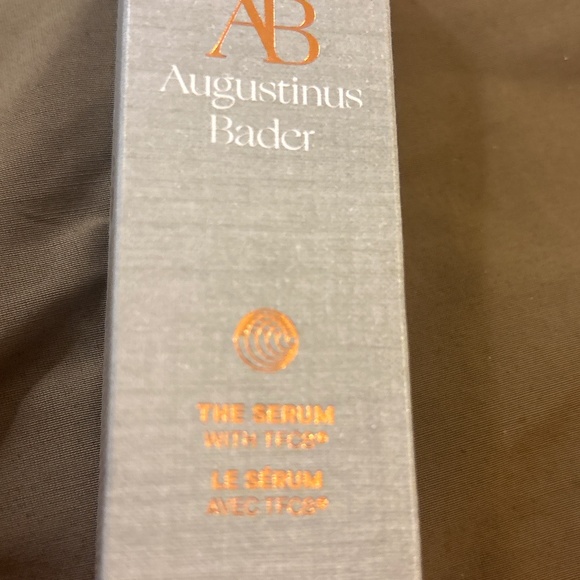 AB
Augustinus
Bader
THE SERUM
WITH TFC8®
LE SÉRUM
AVEC TFC8®